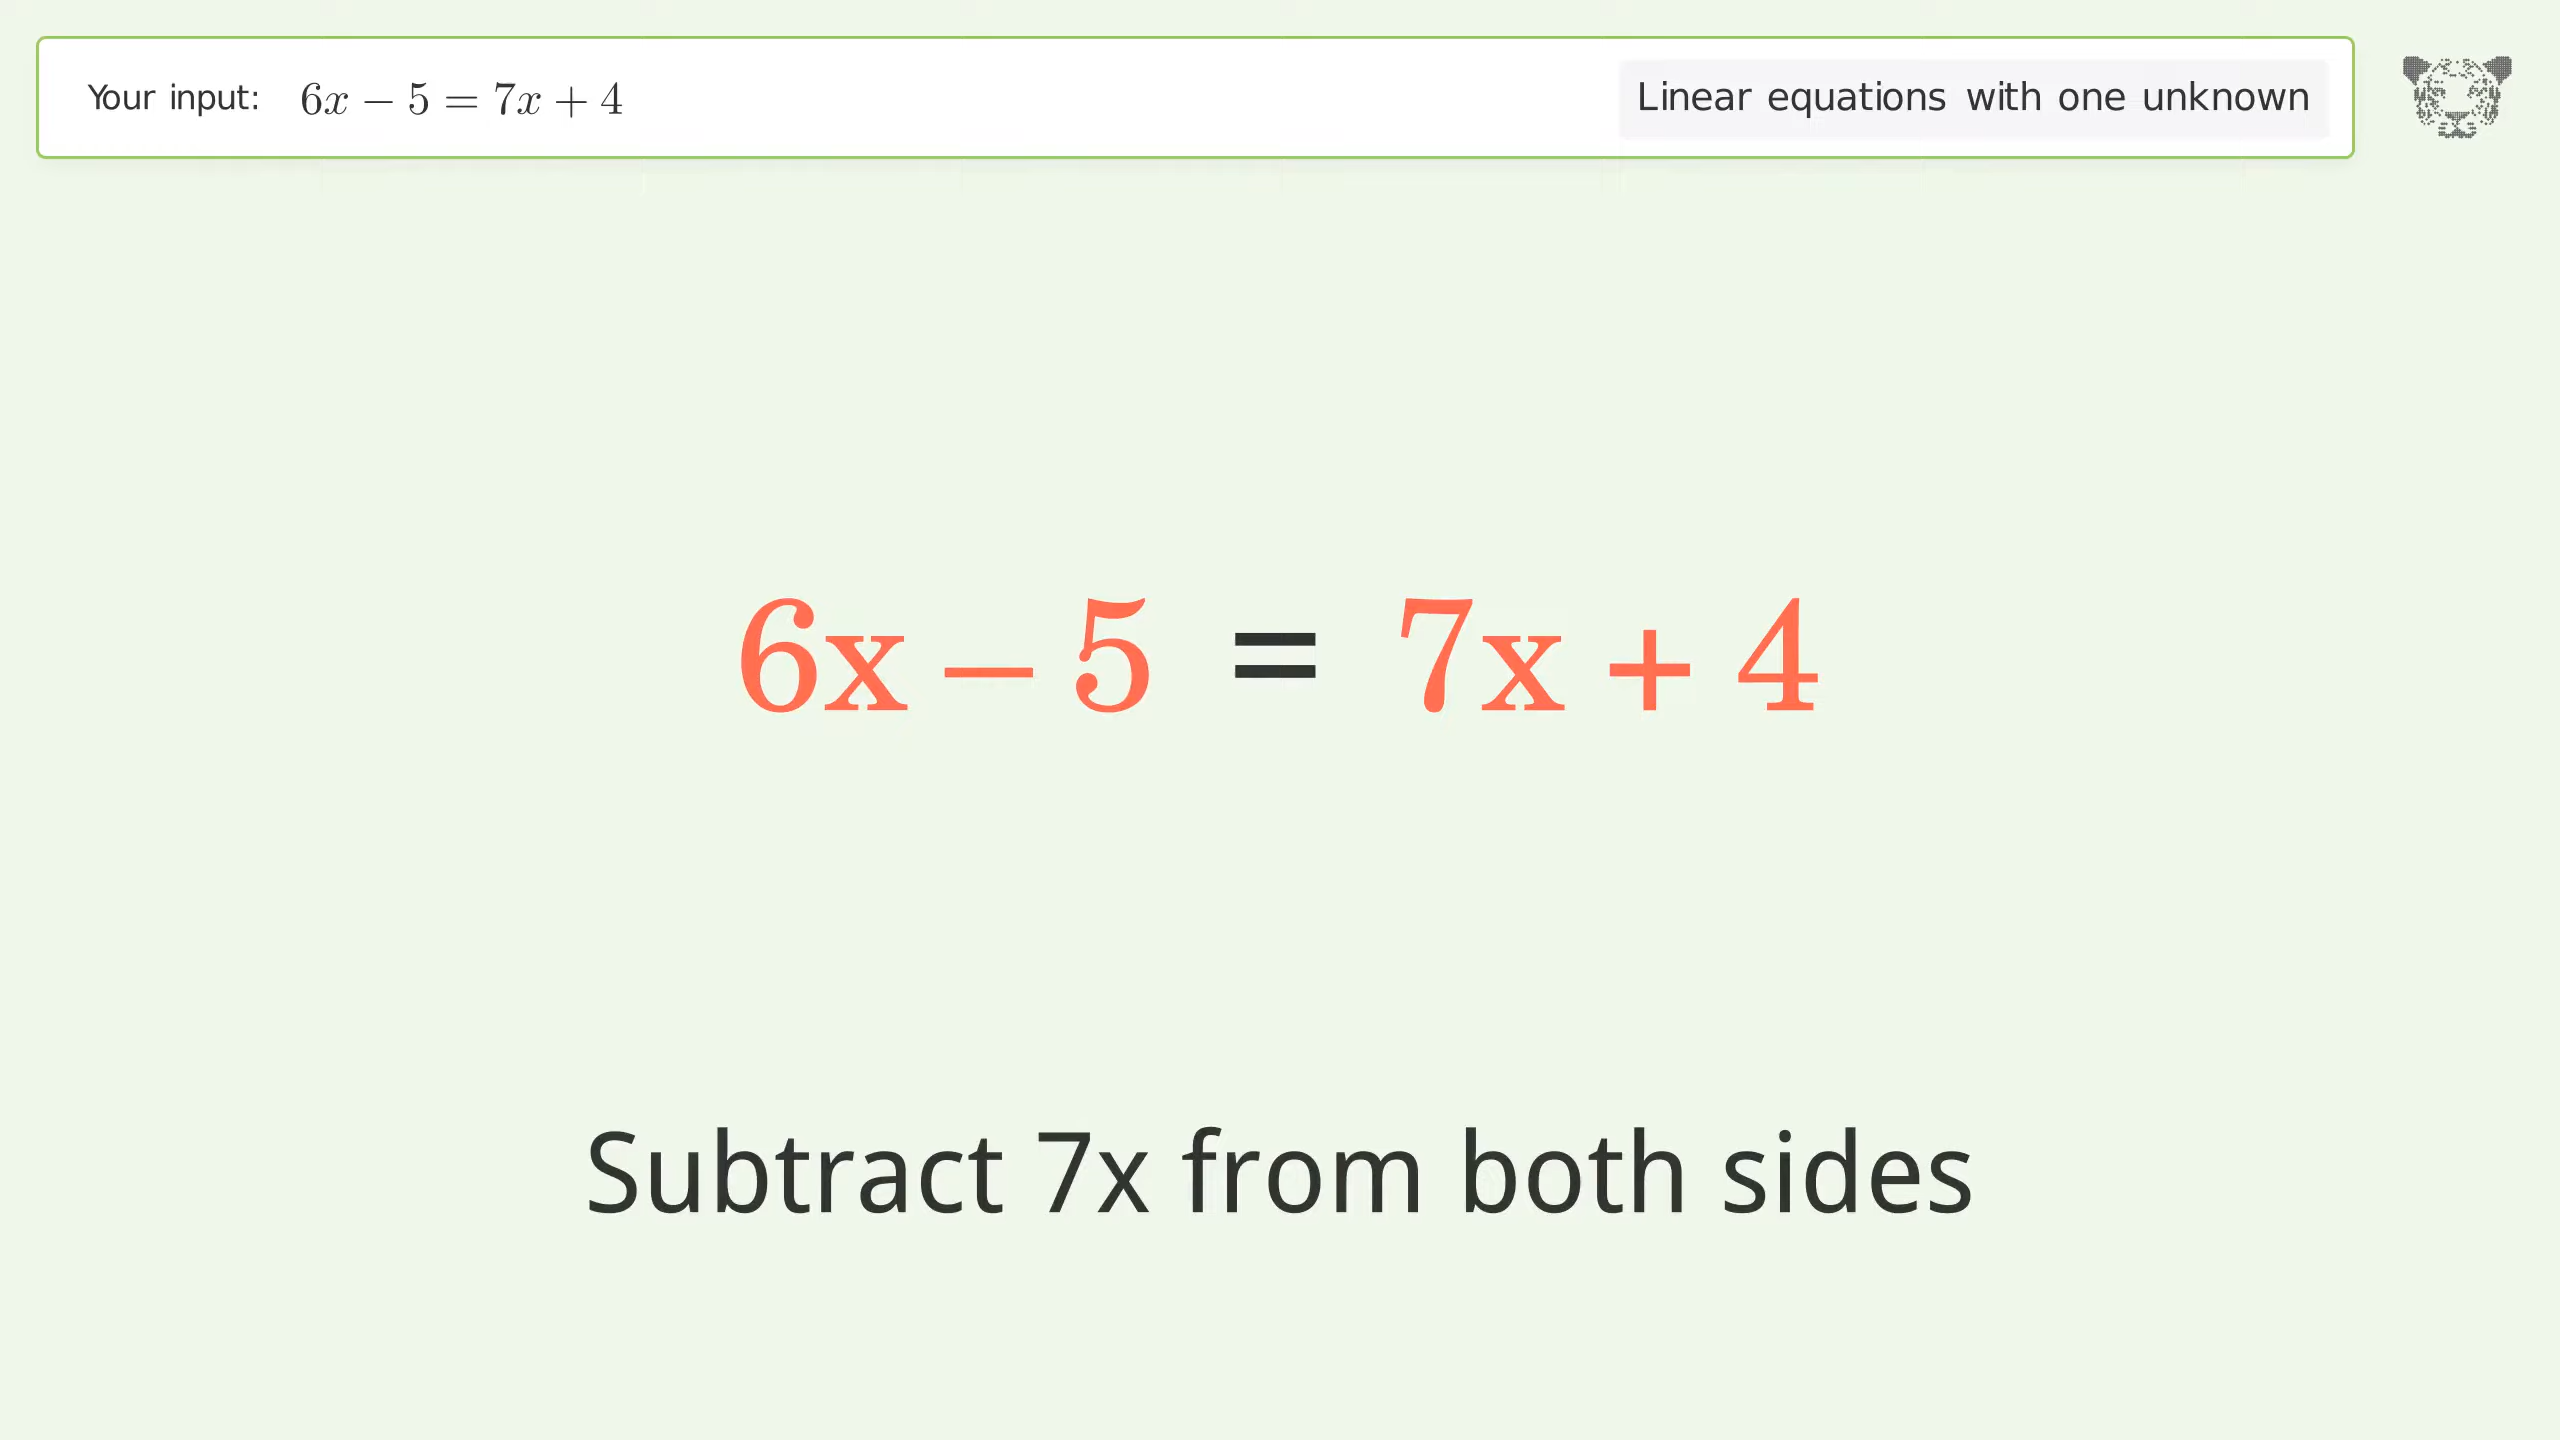 Your input: 6x − 5 = 7x + 4
Linear equations with one unknown
6x − 5 = 7x + 4
Subtract 7x from both sides